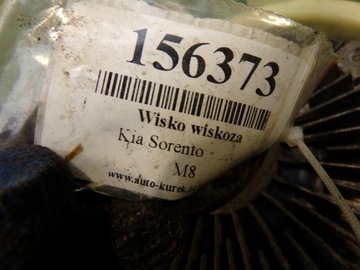 156373
Wisko wiskoza
Kia Sorento
M8
www.auto-kurek.